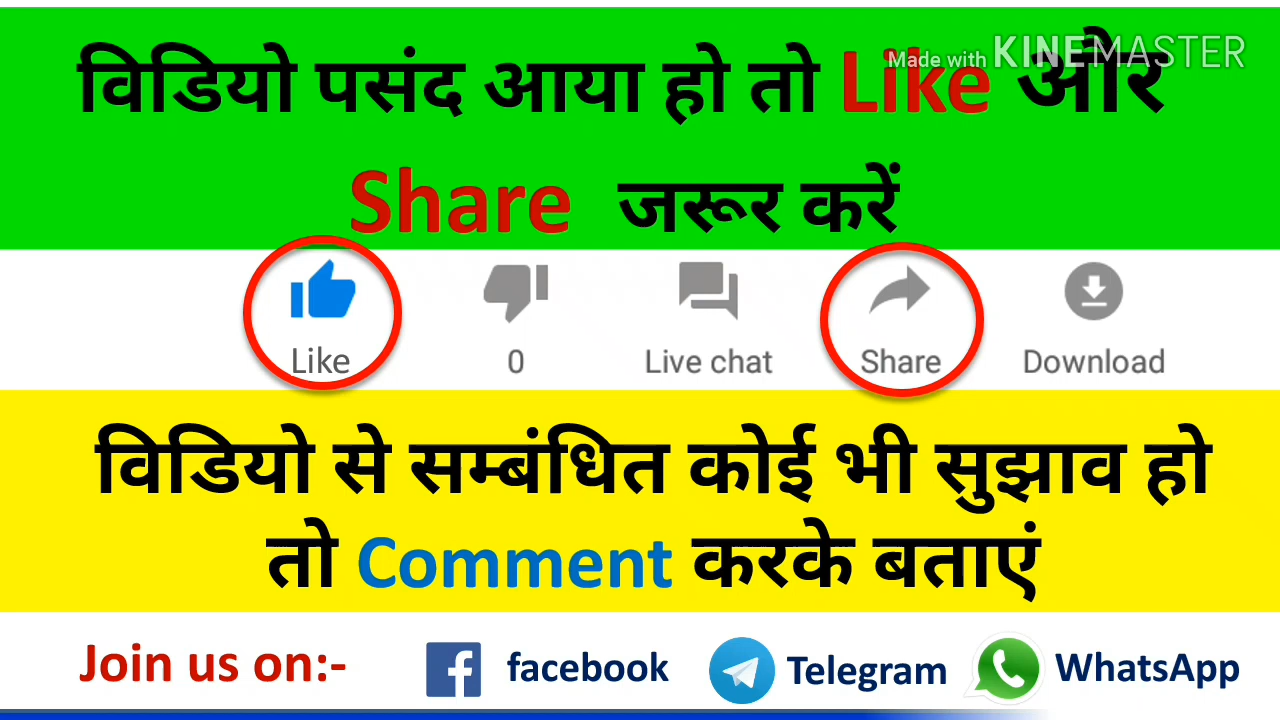 Made with KINEMASTER
विडियो पसंद आया हो तो Like और
Share जरूर करें
Like 0 Live chat Share Download
विडियो से सम्बंधित कोई भी सुझाव हो
तो Comment करके बताएं
Join us on:- facebook Telegram WhatsApp